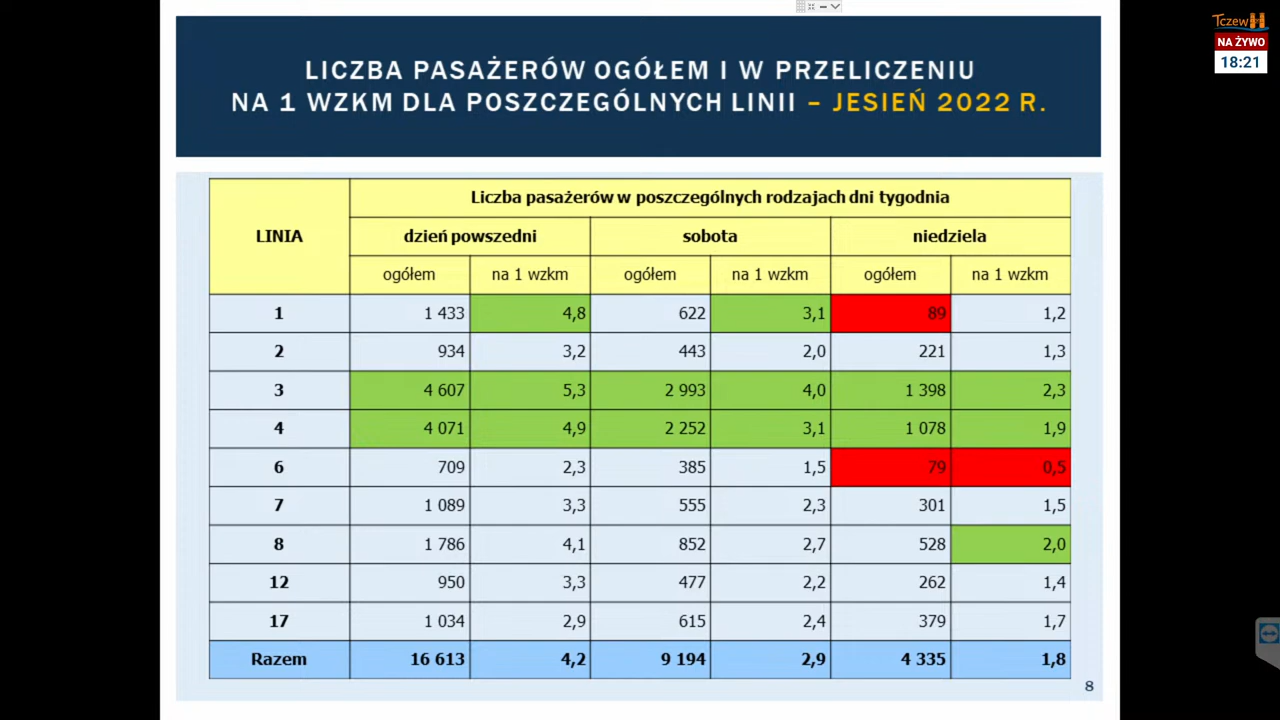 Tczew
NA ŻYWO
18:21
LICZBA PASAŻERÓW OGÓŁEM I W PRZELICZENIU
NA 1 WZKM DLA POSZCZEGÓLNYCH LINII – JESIEŃ 2022 R.
LINIA Liczba pasażerów w poszczególnych rodzajach dni tygodnia
dzień powszedni sobota niedziela
ogółem na 1 wzkm ogółem na 1 wzkm ogółem na 1 wzkm
1 1 433 4,8 622 3,1 89 1,2
2 934 3,2 443 2,0 221 1,3
3 4 607 5,3 2 993 4,0 1 398 2,3
4 4 071 4,9 2 252 3,1 1 078 1,9
6 709 2,3 385 1,5 79 0,5
7 1 089 3,3 555 2,3 301 1,5
8 1 786 4,1 852 2,7 528 2,0
12 950 3,3 477 2,2 262 1,4
17 1 034 2,9 615 2,4 379 1,7
Razem 16 613 4,2 9 194 2,9 4 335 1,8
8